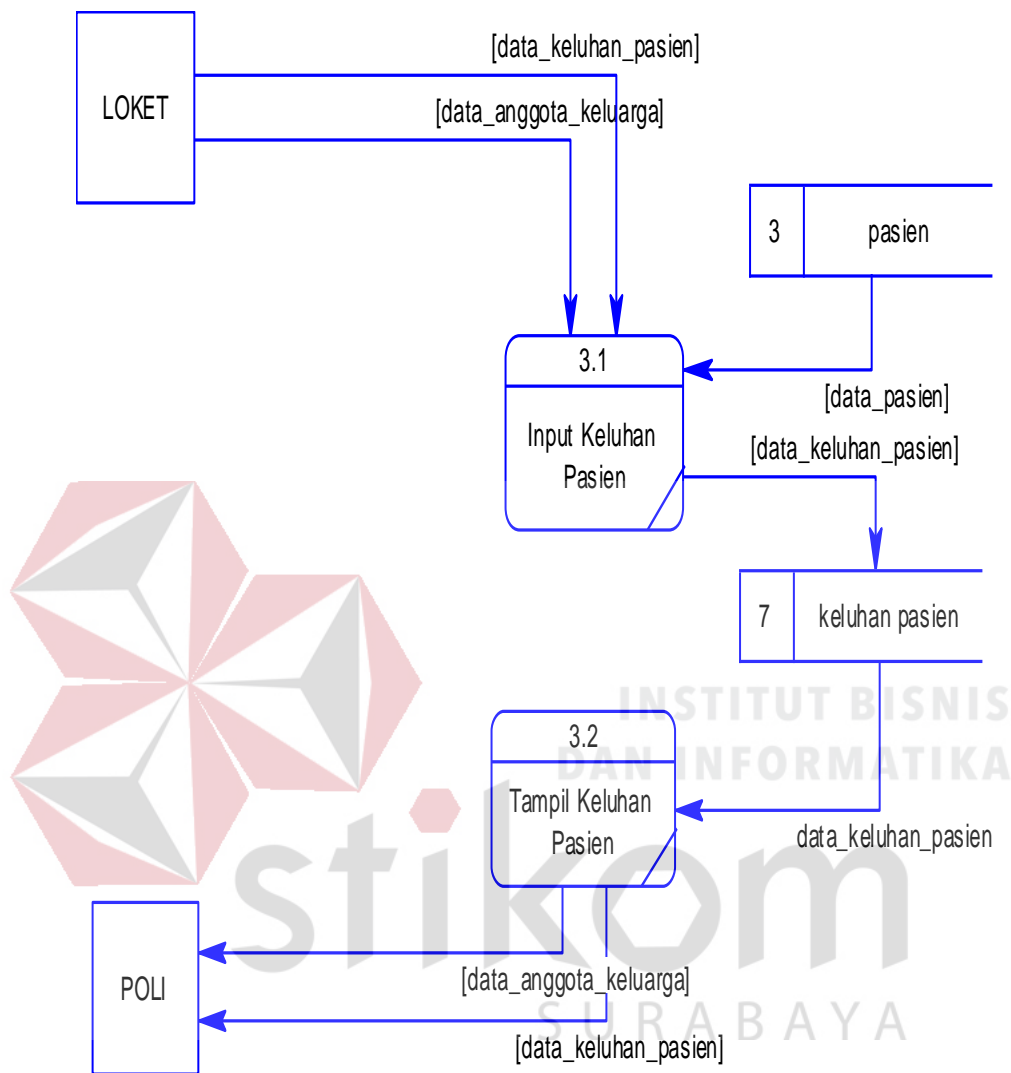 [data_keluhan_pasien]
LOKET
[data_anggota_keluarga]
3
pasien
3.1
Input Keluhan
Pasien
[data_pasien]
[data_keluhan_pasien]
7
keluhan pasien
INSTITUT BISNIS
DAN INFORMATIKA
3.2
Tampil Keluhan
Pasien
data_keluhan_pasien
stikom
SURABAYA
POLI
[data_anggota_keluarga]
[data_keluhan_pasien]